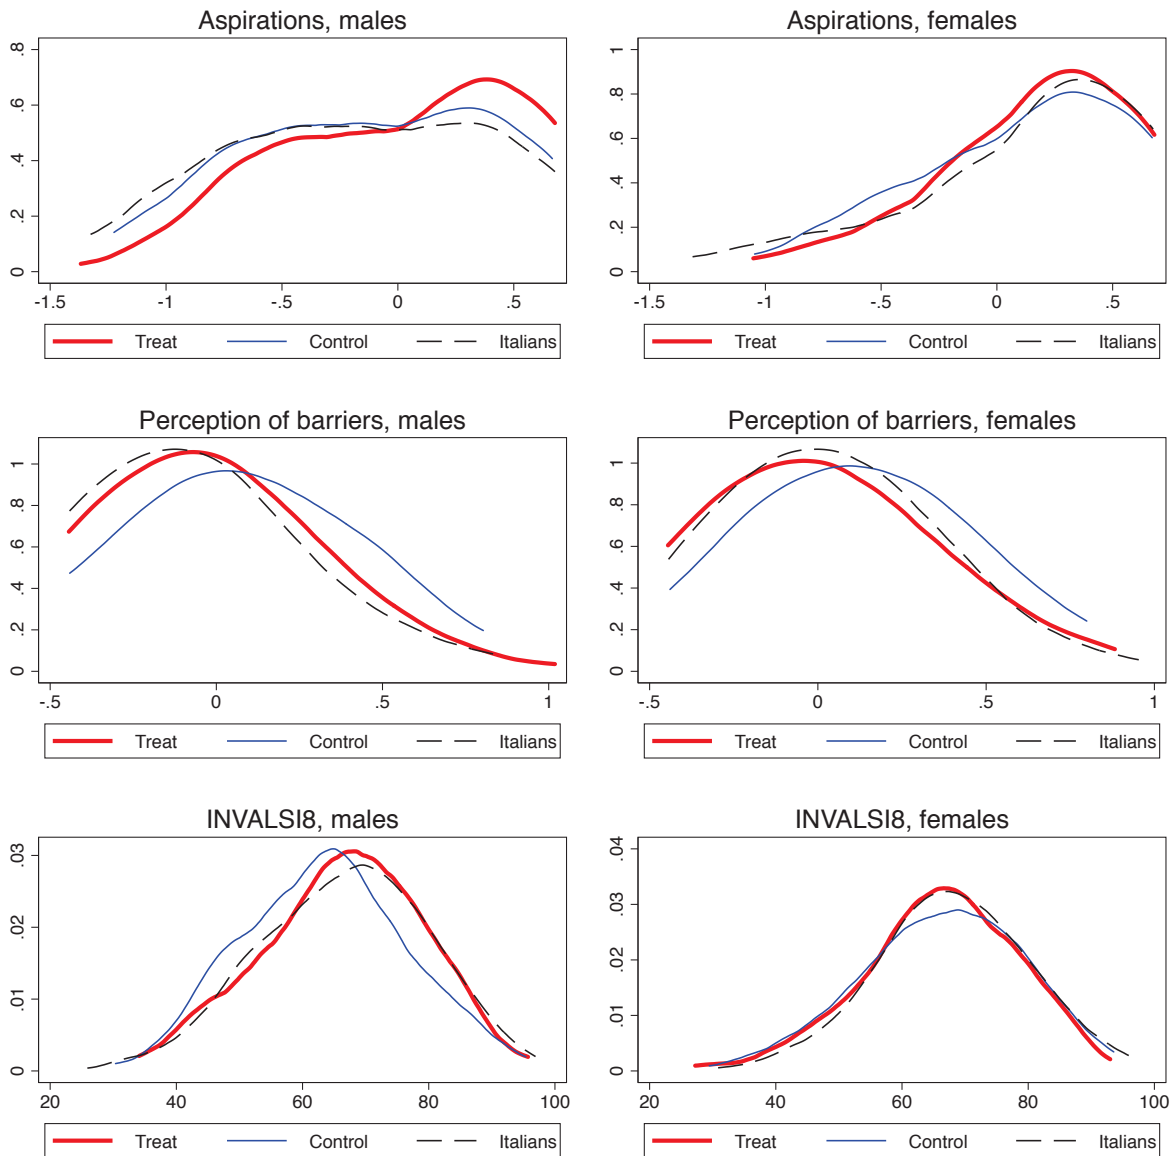 Aspirations, males
.8
.6
.4
.2
0
-1.5 -1 -.5 0 .5
Treat Control Italians
Aspirations, females
1
.8
.6
.4
.2
0
-1.5 -1 -.5 0 .5
Treat Control Italians
Perception of barriers, males
1
.8
.6
.4
.2
0
-.5 0 .5 1
Treat Control Italians
Perception of barriers, females
1
.8
.6
.4
.2
0
-.5 0 .5 1
Treat Control Italians
INVALSI8, males
.03
.02
.01
0
20 40 60 80 100
Treat Control Italians
INVALSI8, females
.04
.03
.02
.01
0
20 40 60 80 100
Treat Control Italians